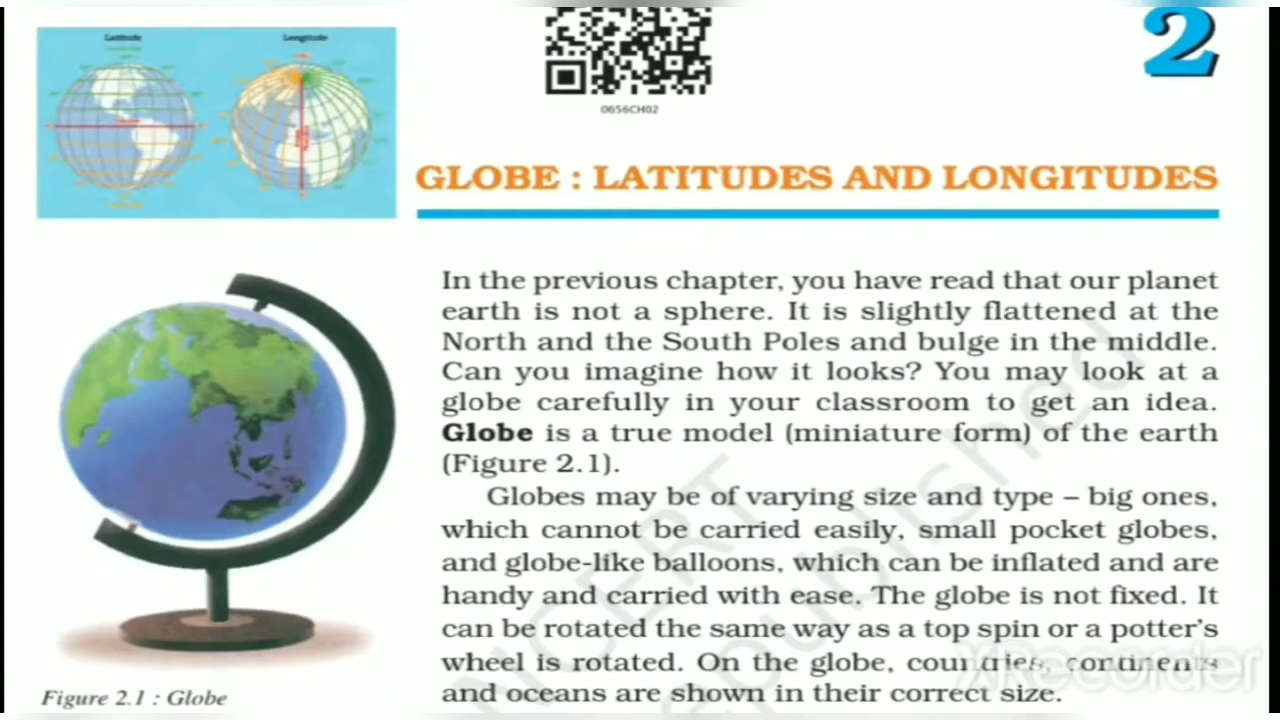 Latitude
Longitude
0656CH02
2
GLOBE : LATITUDES AND LONGITUDES
In the previous chapter, you have read that our planet
earth is not a sphere. It is slightly flattened at the
North and the South Poles and bulge in the middle.
Can you imagine how it looks? You may look at a
globe carefully in your classroom to get an idea.
Globe is a true model (miniature form) of the earth
(Figure 2.1).
Globes may be of varying size and type – big ones,
which cannot be carried easily, small pocket globes,
and globe-like balloons, which can be inflated and are
handy and carried with ease. The globe is not fixed. It
can be rotated the same way as a top spin or a potter's
wheel is rotated. On the globe, countries, continents
and oceans are shown in their correct size.
Figure 2.1 : Globe
NCERT
republished
XRecorder